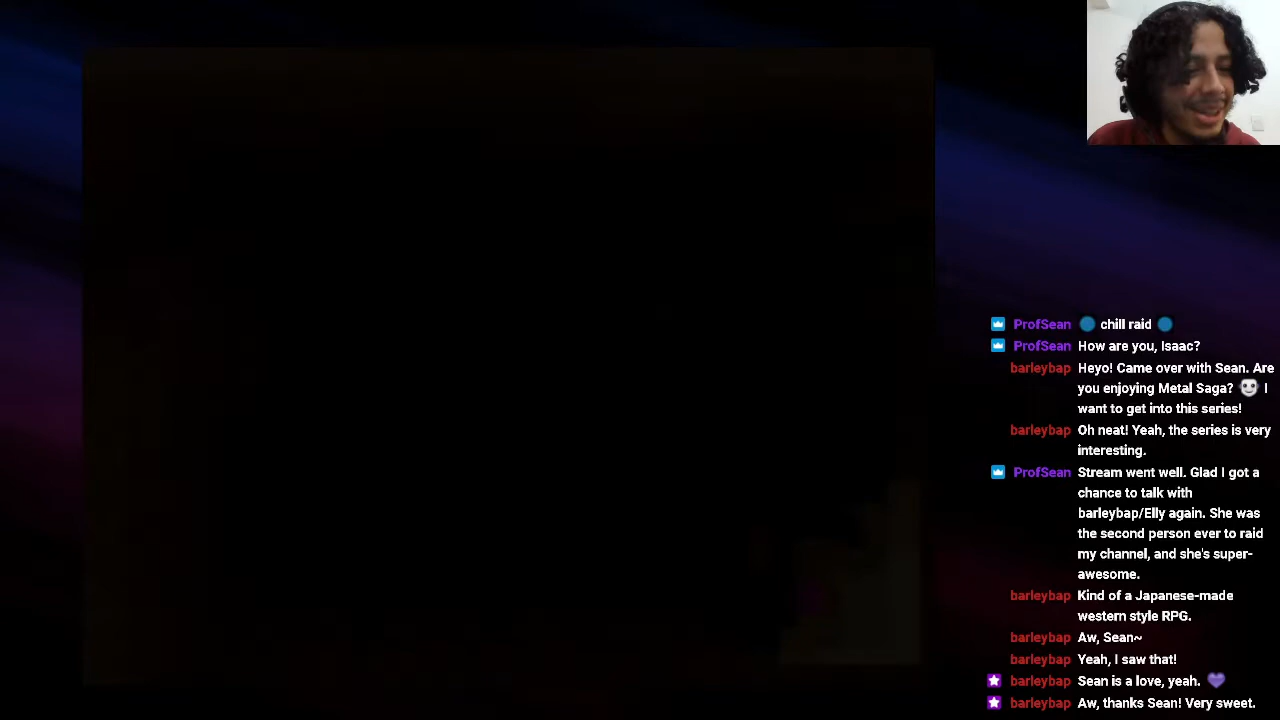 ProfSean chill raid
ProfSean How are you, Isaac?
barleybap Heyo! Came over with Sean. Are
you enjoying Metal Saga? I
want to get into this series!
barleybap Oh neat! Yeah, the series is very
interesting.
ProfSean Stream went well. Glad I got a
chance to talk with
barleybap/Elly again. She was
the second person ever to raid
my channel, and she's super-
awesome.
barleybap Kind of a Japanese-made
western style RPG.
barleybap Aw, Sean~
barleybap Yeah, I saw that!
barleybap Sean is a love, yeah.
barleybap Aw, thanks Sean! Very sweet.